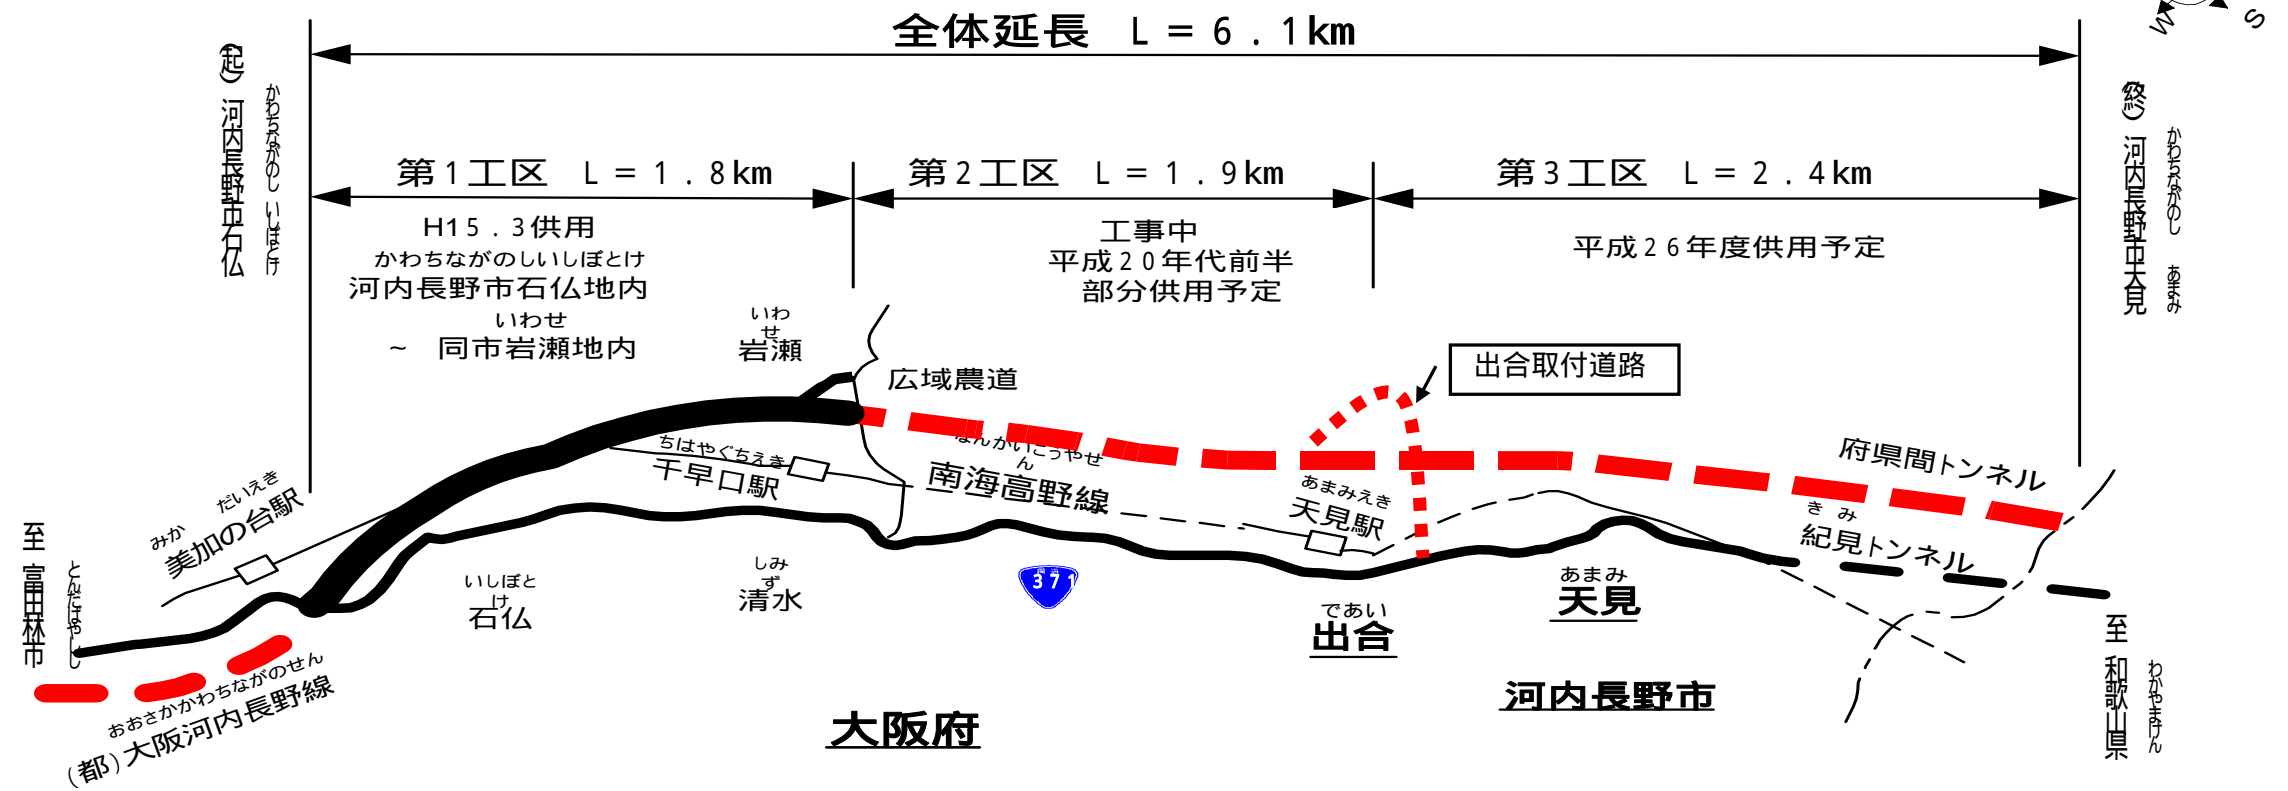 全体延長 L=6.1km
W
S
(起)河内長野市石仏
かわちながのし いしぼとけ
(終)河内長野市天見
かわちながのし あまみ
第1工区 L=1.8km
第2工区 L=1.9km
第3工区 L=2.4km
H15.3供用
かわちながのしいしぼとけ
河内長野市石仏地内
いわせ
~ 同市岩瀬地内
工事中
平成20年代前半
部分供用予定
平成26年度供用予定
いわ
せ
岩瀬
広域農道
出合取付道路
ちはやぐちえき
千早口駅
なんかいこうやせ
ん
南海高野線
あまみえき
天見駅
府県間トンネル
きみ
紀見トンネル
みか だいえき
美加の台駅
至 富田林市
とんだばやしし
いしぼと
け
石仏
しみ
ず
清水
371
であい
出合
あまみ
天見
おおさかかわちながのせん
(都)大阪河内長野線
大阪府
河内長野市
至 和歌山県
わかやまけん